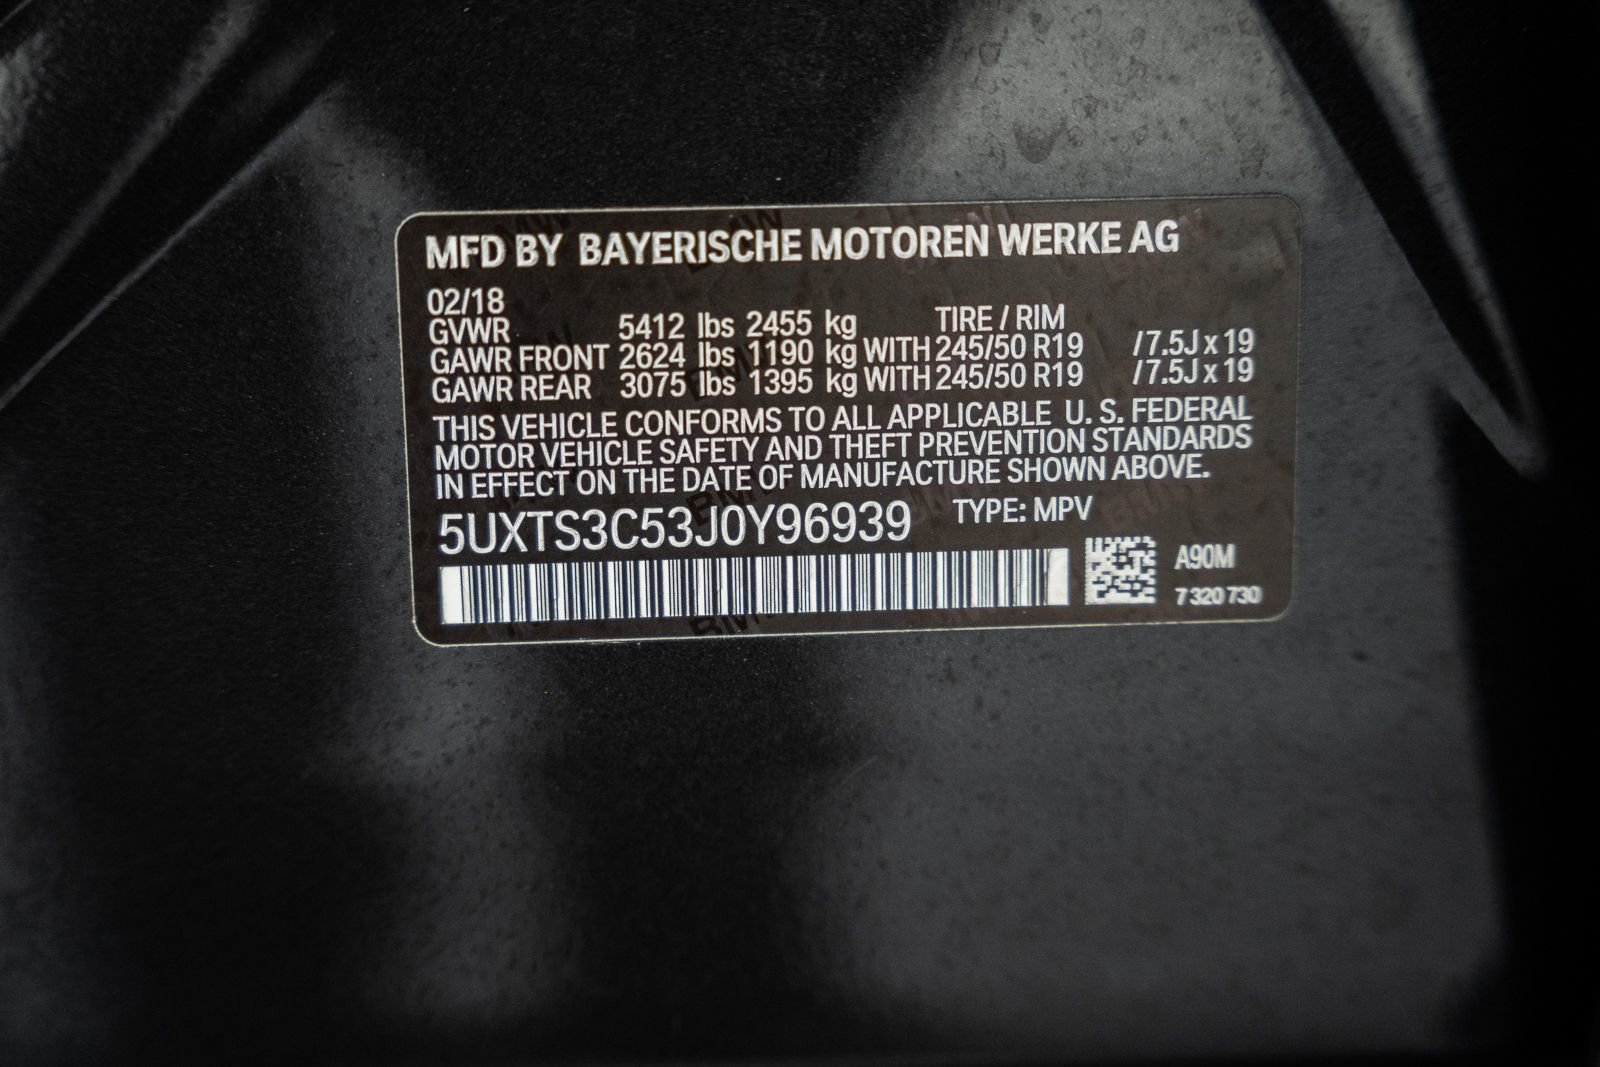 MFD BY BAYERISCHE MOTOREN WERKE AG
02/18
GVWR 5412 lbs 2455 kg TIRE / RIM
GAWR FRONT 2624 lbs 1190 kg WITH 245/50 R19 /7.5J x 19
GAWR REAR 3075 lbs 1395 kg WITH 245/50 R19 /7.5J x 19
THIS VEHICLE CONFORMS TO ALL APPLICABLE U. S. FEDERAL
MOTOR VEHICLE SAFETY AND THEFT PREVENTION STANDARDS
IN EFFECT ON THE DATE OF MANUFACTURE SHOWN ABOVE.
5UXTS3C53J0Y96939 TYPE: MPV
A90M
7 320 730